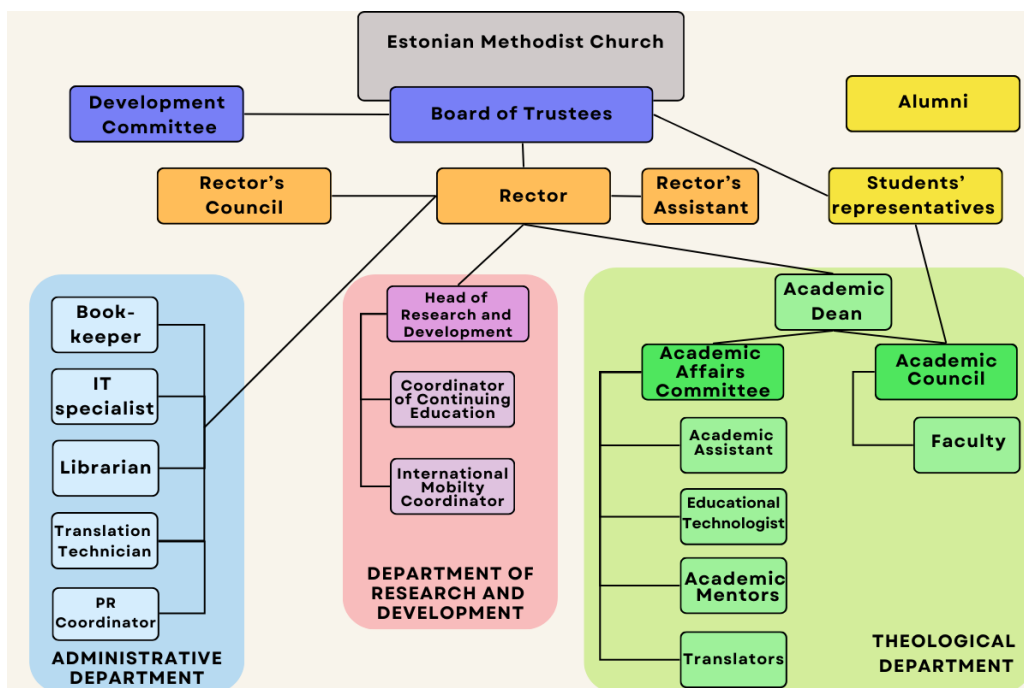 Estonian Methodist Church
Development
Committee
Board of Trustees
Alumni
Rector's
Council
Rector
Rector's
Assistant
Students'
representatives
Book-
keeper
IT
specialist
Librarian
Translation
Technician
PR
Coordinator
ADMINISTRATIVE
DEPARTMENT
Head of
Research and
Development
Coordinator
of Continuing
Education
International
Mobilty
Coordinator
DEPARTMENT OF
RESEARCH AND
DEVELOPMENT
Academic
Dean
Academic
Affairs
Committee
Academic
Council
Academic
Assistant
Faculty
Educational
Technologist
Academic
Mentors
Translators
THEOLOGICAL
DEPARTMENT